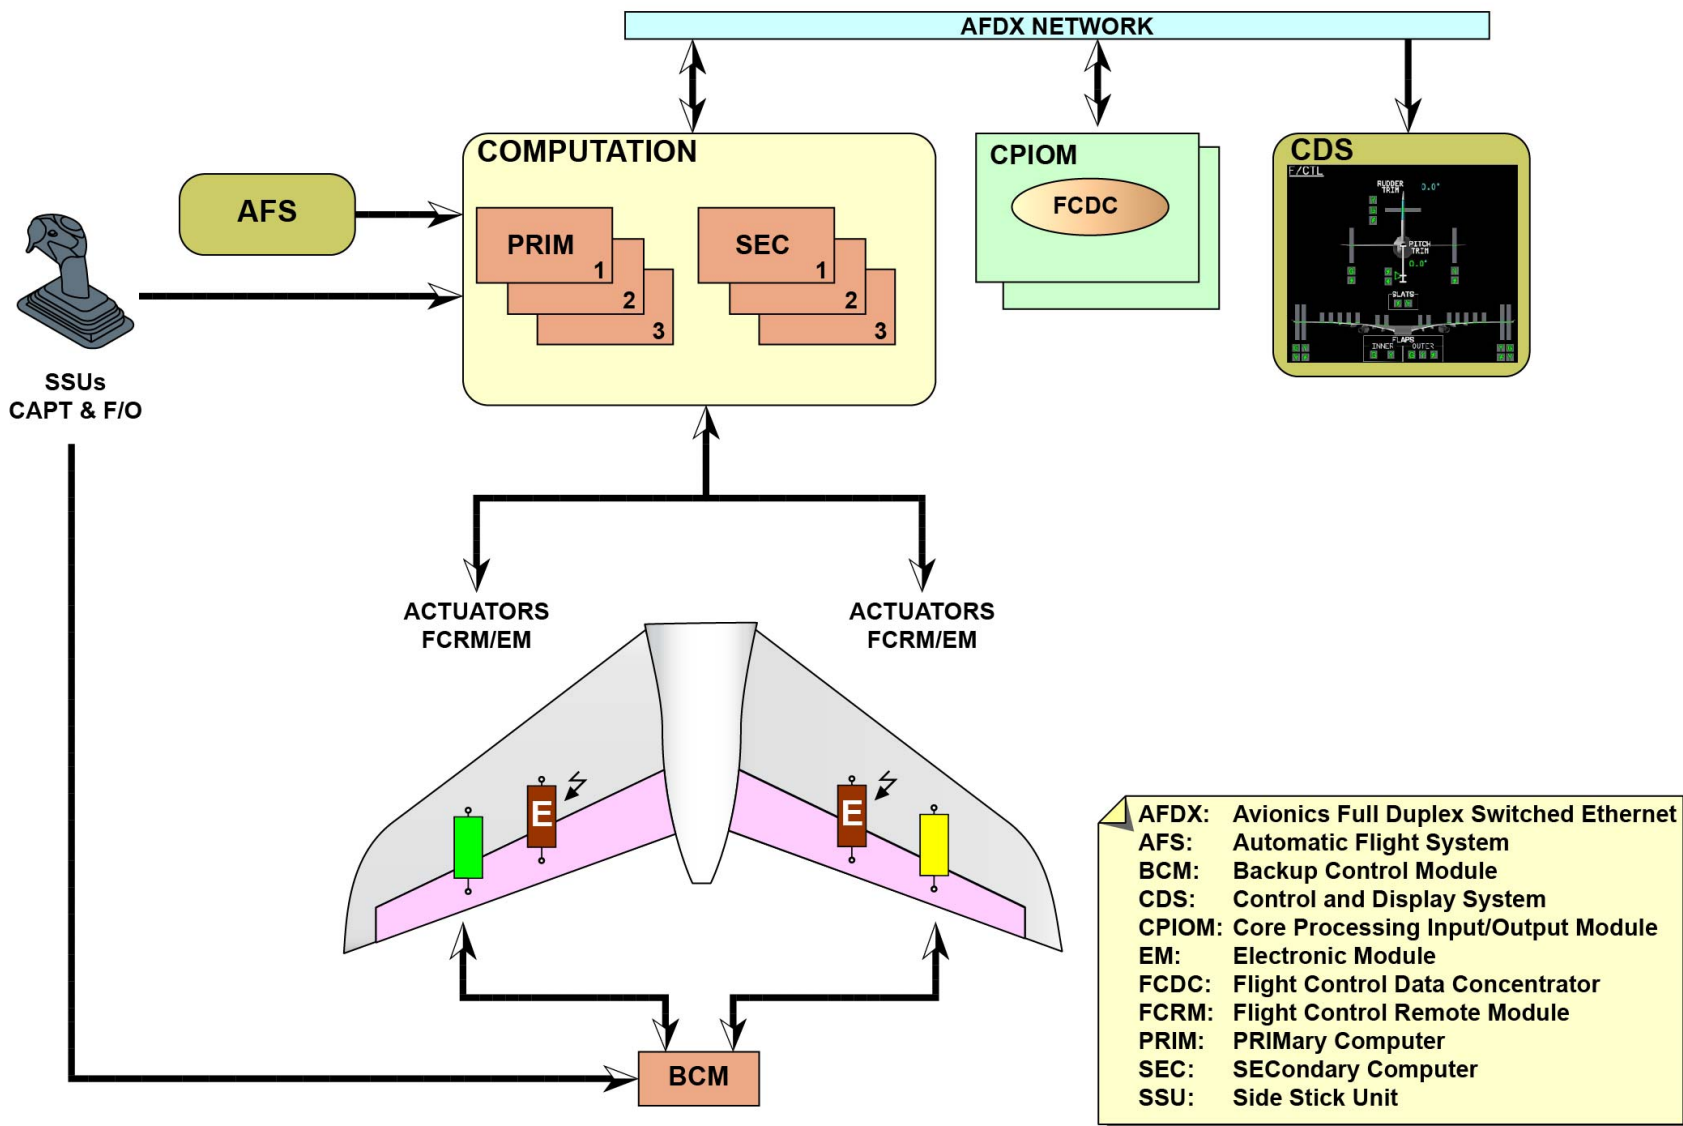 AFDX NETWORK
COMPUTATION
PRIM
1
2
3
SEC
1
2
3
CPIOM
FCDC
CDS
F/CTL
RUDDER
TRIM
0.0°
PITCH
TRIM
0.0°
SLATS
FLAPS
INNER
OUTER
AFS
SSUs
CAPT & F/O
ACTUATORS
FCRM/EM
ACTUATORS
FCRM/EM
E
E
BCM
AFDX: Avionics Full Duplex Switched Ethernet
AFS: Automatic Flight System
BCM: Backup Control Module
CDS: Control and Display System
CPIOM: Core Processing Input/Output Module
EM: Electronic Module
FCDC: Flight Control Data Concentrator
FCRM: Flight Control Remote Module
PRIM: PRIMary Computer
SEC: SECondary Computer
SSU: Side Stick Unit